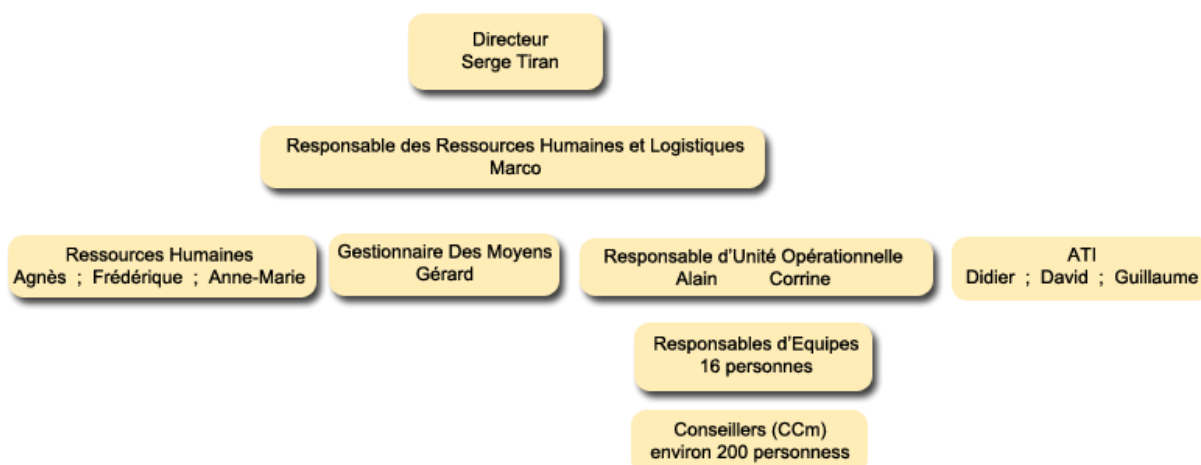 Directeur
Serge Tiran
Responsable des Ressources Humaines et Logistiques
Marco
Ressources Humaines
Agnès ; Frédérique ; Anne-Marie
Gestionnaire Des Moyens
Gérard
Responsable d'Unité Opérationnelle
Alain Corrine
ATI
Didier ; David ; Guillaume
Responsables d'Equipes
16 personnes
Conseillers (CCm)
environ 200 personness